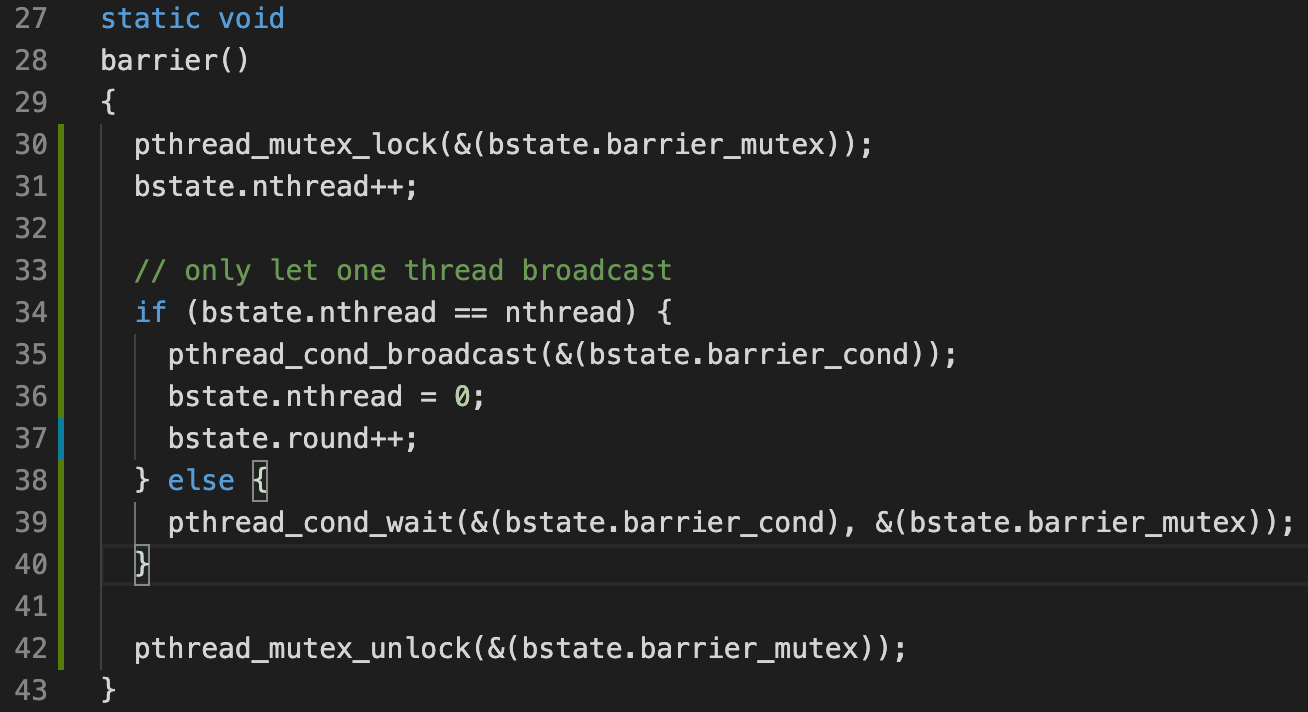 27 static void
28 barrier()
29 {
30 pthread_mutex_lock(&(bstate.barrier_mutex));
31 bstate.nthread++;
32
33 // only let one thread broadcast
34 if (bstate.nthread == nthread) {
35 pthread_cond_broadcast(&(bstate.barrier_cond));
36 bstate.nthread = 0;
37 bstate.round++;
38 } else {
39 pthread_cond_wait(&(bstate.barrier_cond), &(bstate.barrier_mutex));
40 }
41
42 pthread_mutex_unlock(&(bstate.barrier_mutex));
43 }